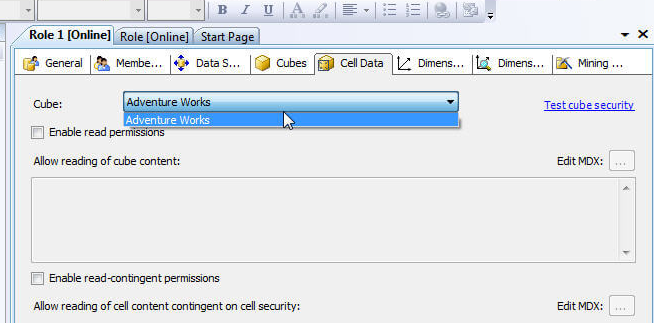 B I U A
Role 1 [Online] Role [Online] Start Page
General Membe... Data S... Cubes Cell Data Dimens... Dimens... Mining ...
Cube: Adventure Works Test cube security
Adventure Works
Enable read permissions
Allow reading of cube content: Edit MDX: ...
Enable read-contingent permissions
Allow reading of cell content contingent on cell security: Edit MDX: ...